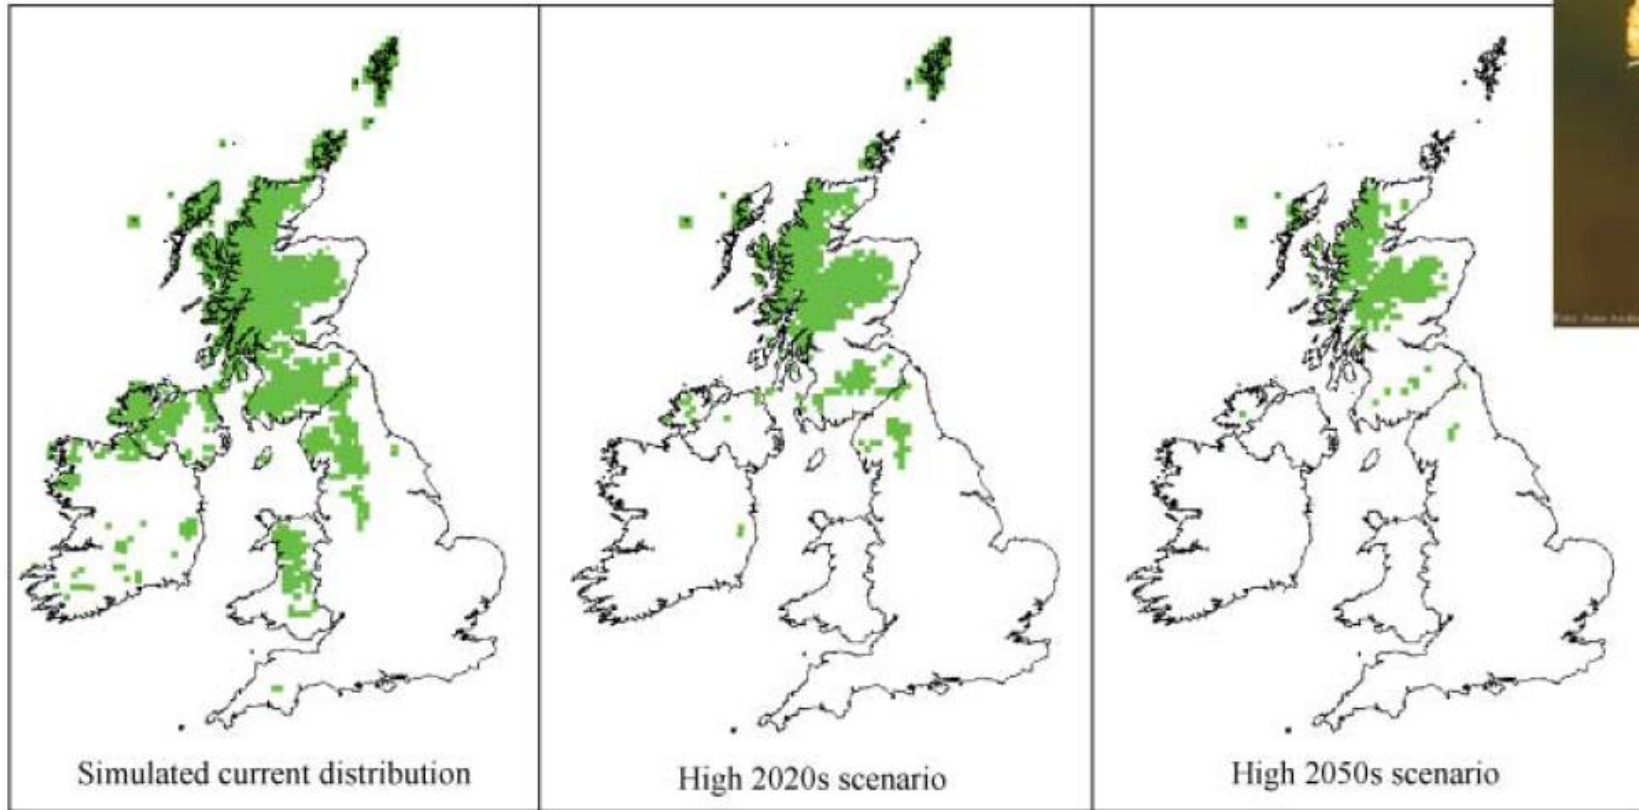 Simulated current distribution
High 2020s scenario
High 2050s scenario